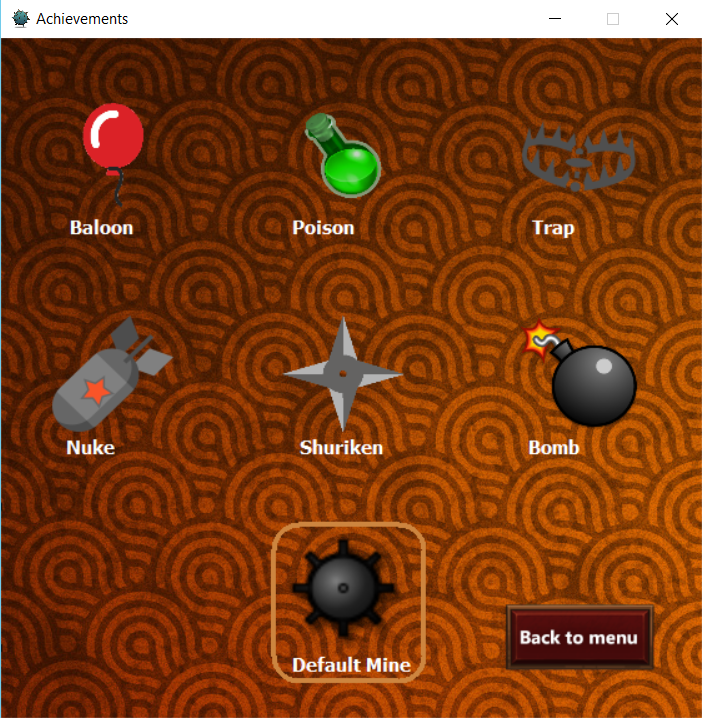 Achievements
Baloon
Poison
Trap
Nuke
Shuriken
Bomb
Default Mine
Back to menu